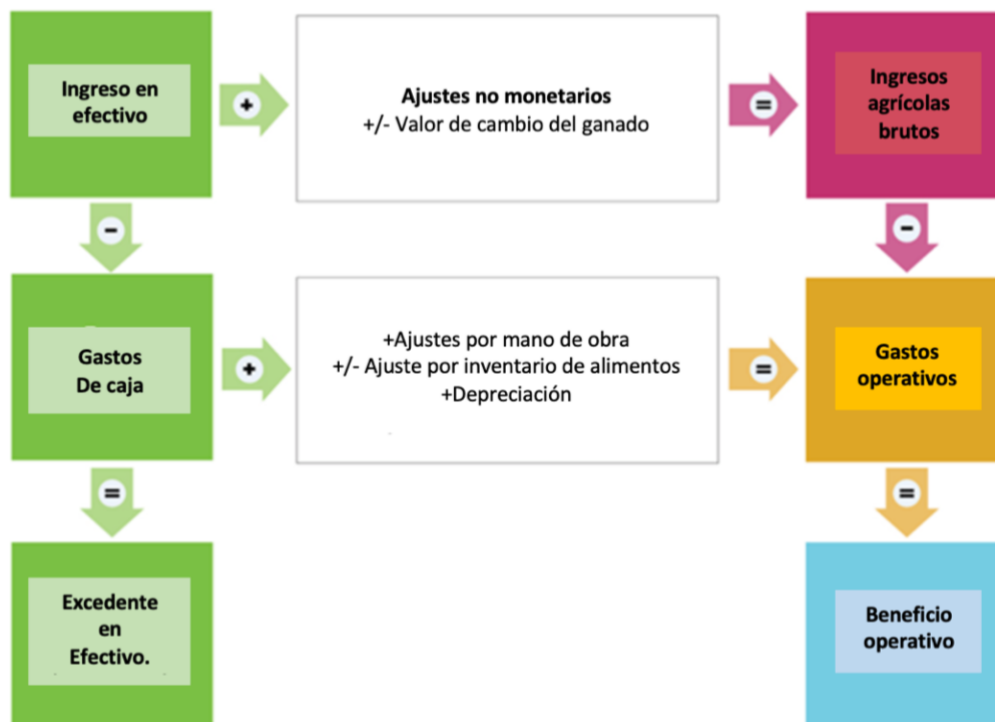 Ingreso en
efectivo
+
Ajustes no monetarios
+/- Valor de cambio del ganado
=
Ingresos
agrícolas
brutos
-
-
Gastos
De caja
+
+Ajustes por mano de obra
+/- Ajuste por inventario de alimentos
+Depreciación
=
Gastos
operativos
=
=
Excedente
en
Efectivo.
Beneficio
operativo